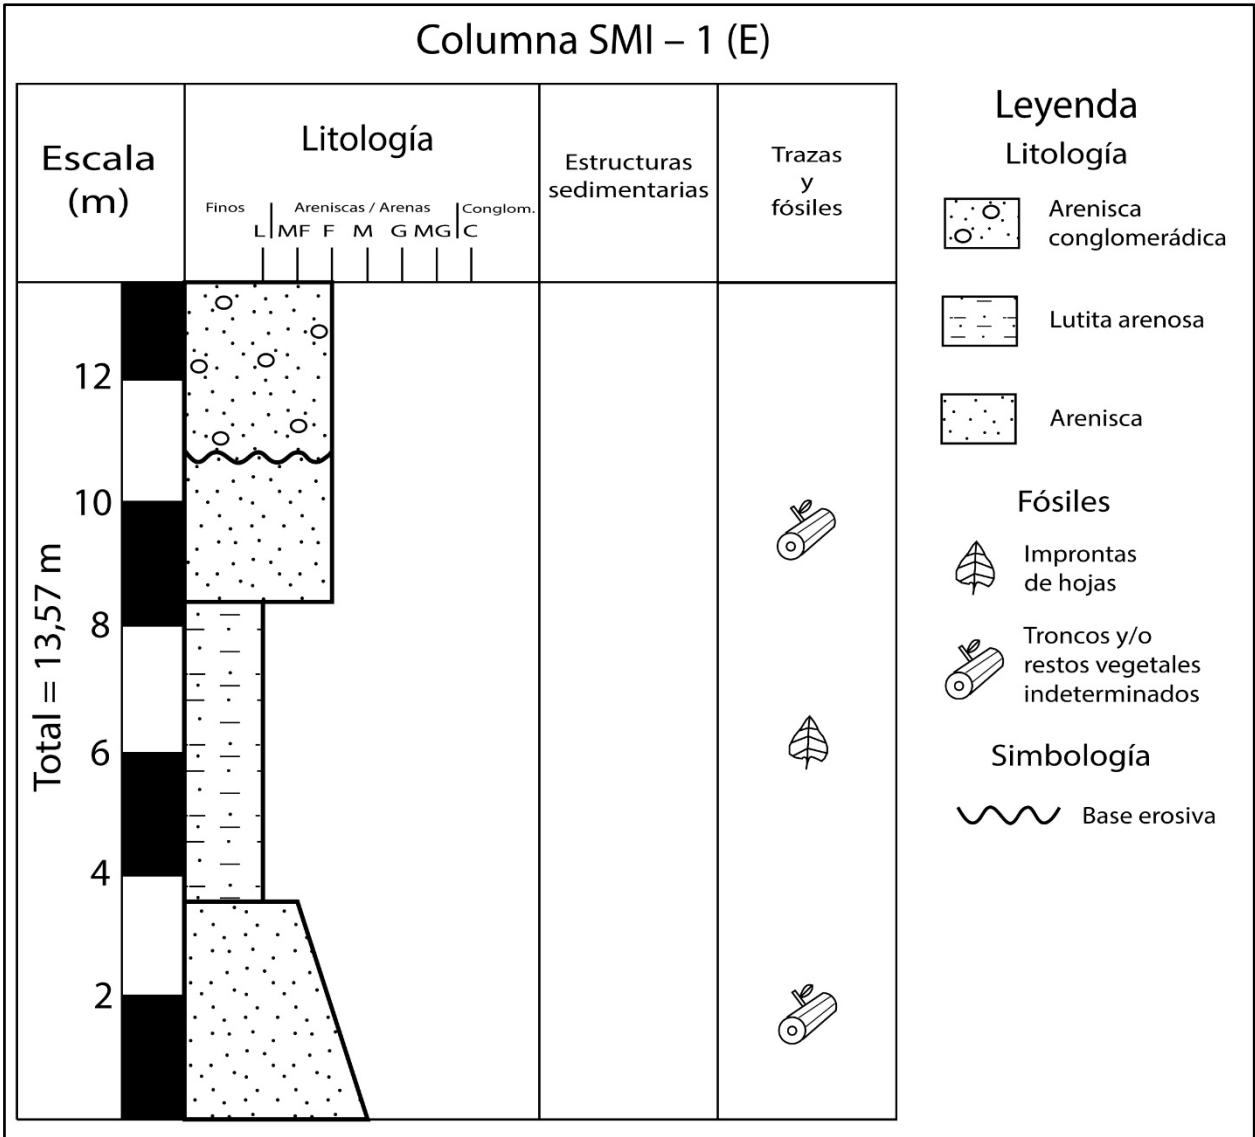 Columna SMI – 1 (E)
Escala
(m)
Litología
Finos
Areniscas / Arenas
Conglom.
L MF F M G MG C
Estructuras
sedimentarias
Trazas
y
fósiles
12
10
8
6
4
2
Total = 13,57 m
Leyenda
Litología
Arenisca
conglomerádica
Lutita arenosa
Arenisca
Fósiles
Improntas
de hojas
Troncos y/o
restos vegetales
indeterminados
Simbología
Base erosiva